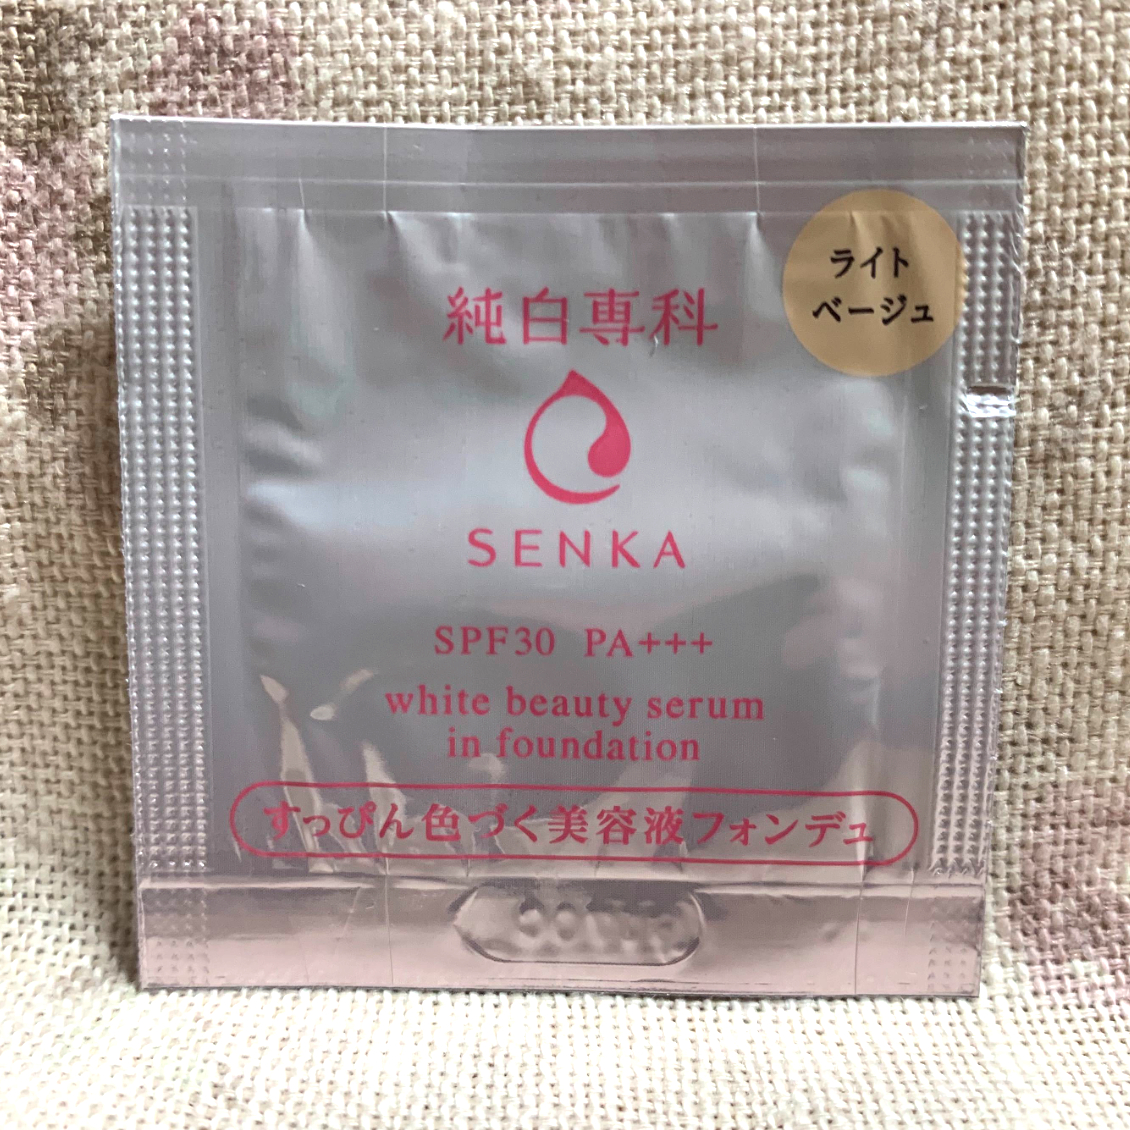 純白専科
ライト
ベージュ
SENKA
SPF30 PA+++
white beauty serum
in foundation
すっぴん色づく美容液フォンデュ